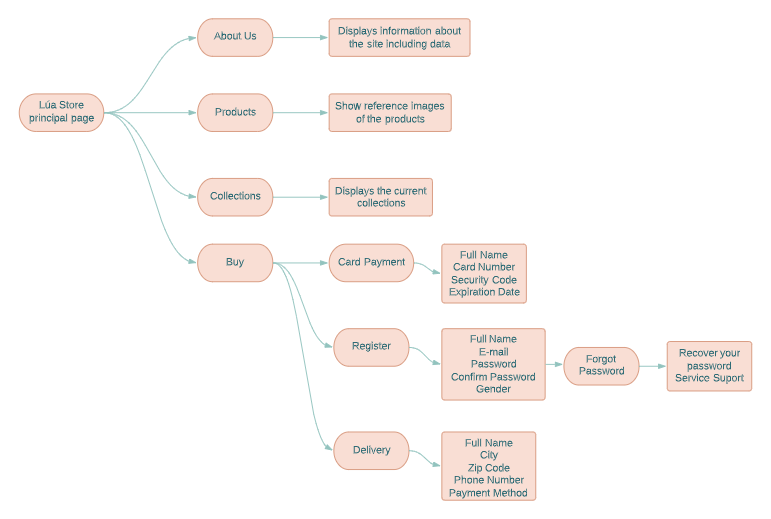 About Us
Displays information about
the site including data
Lúa Store
principal page
Products
Show reference images
of the products
Collections
Displays the current
collections
Buy
Card Payment
Full Name
Card Number
Security Code
Expiration Date
Register
Full Name
E-mail
Password
Confirm Password
Gender
Forgot
Password
Recover your
password
Service Suport
Delivery
Full Name
City
Zip Code
Phone Number
Payment Method